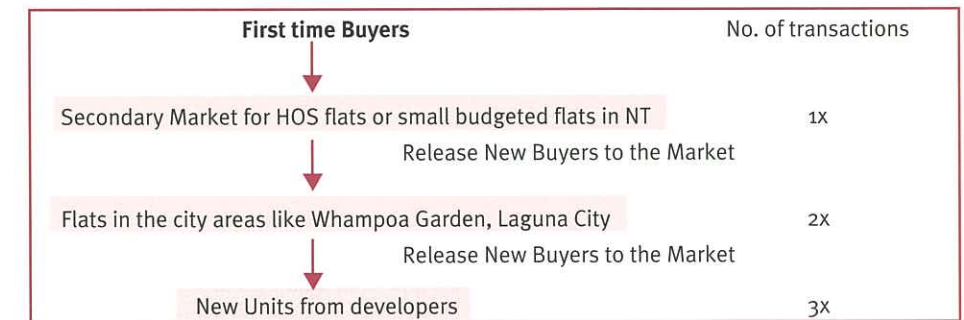 First time Buyers No. of transactions
Secondary Market for HOS flats or small budgeted flats in NT 1x
Release New Buyers to the Market
Flats in the city areas like Whampoa Garden, Laguna City 2x
Release New Buyers to the Market
New Units from developers 3x